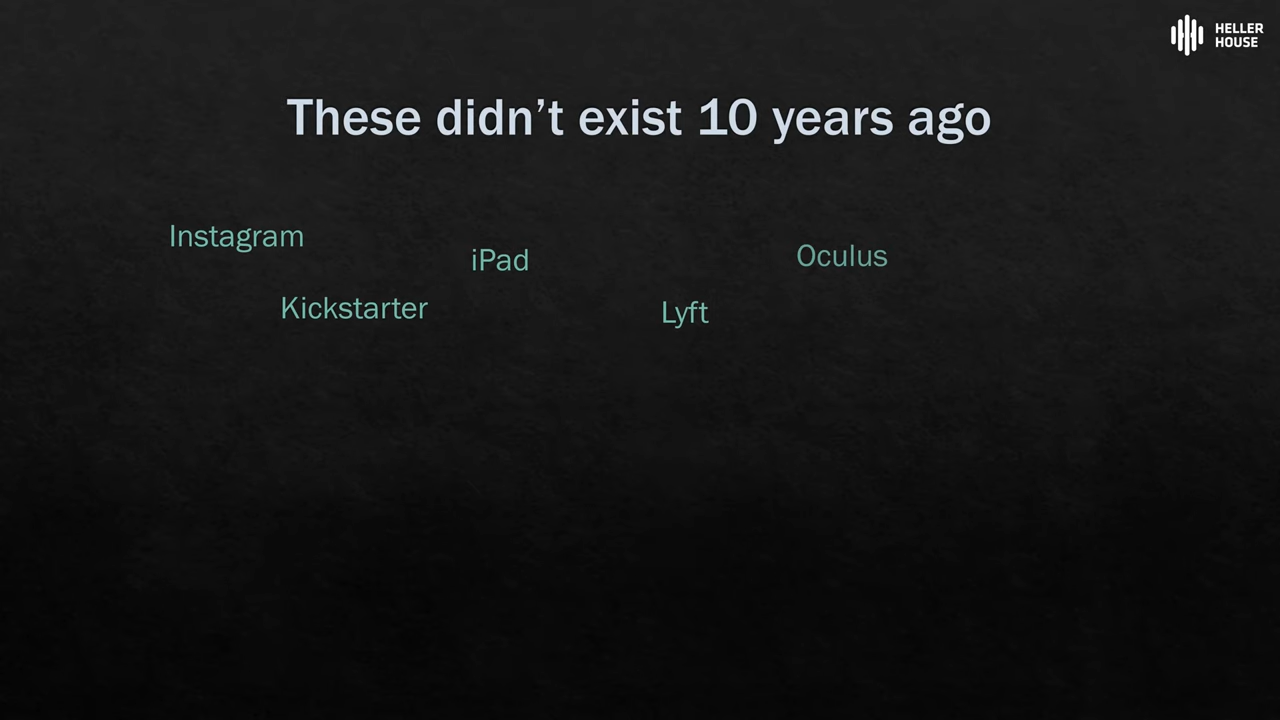 HELLER
HOUSE
These didn’t exist 10 years ago
Instagram
iPad
Oculus
Kickstarter
Lyft